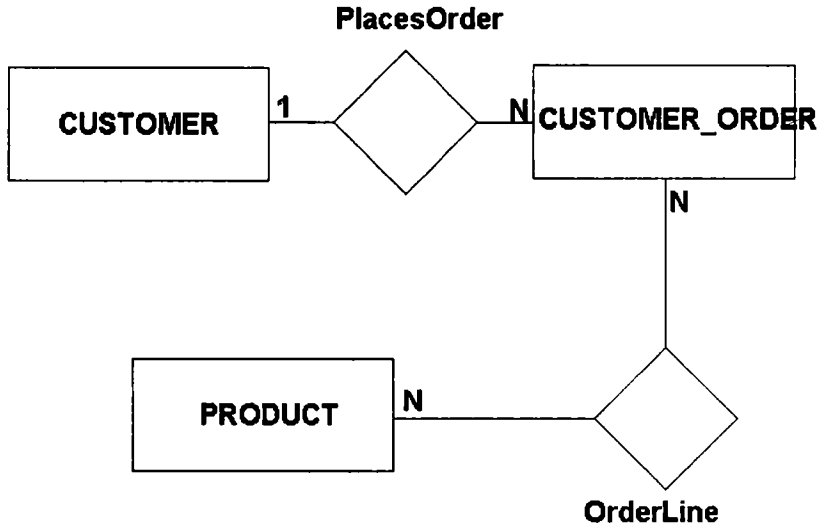 PlacesOrder
CUSTOMER
1
N
CUSTOMER_ORDER
N
PRODUCT
N
OrderLine